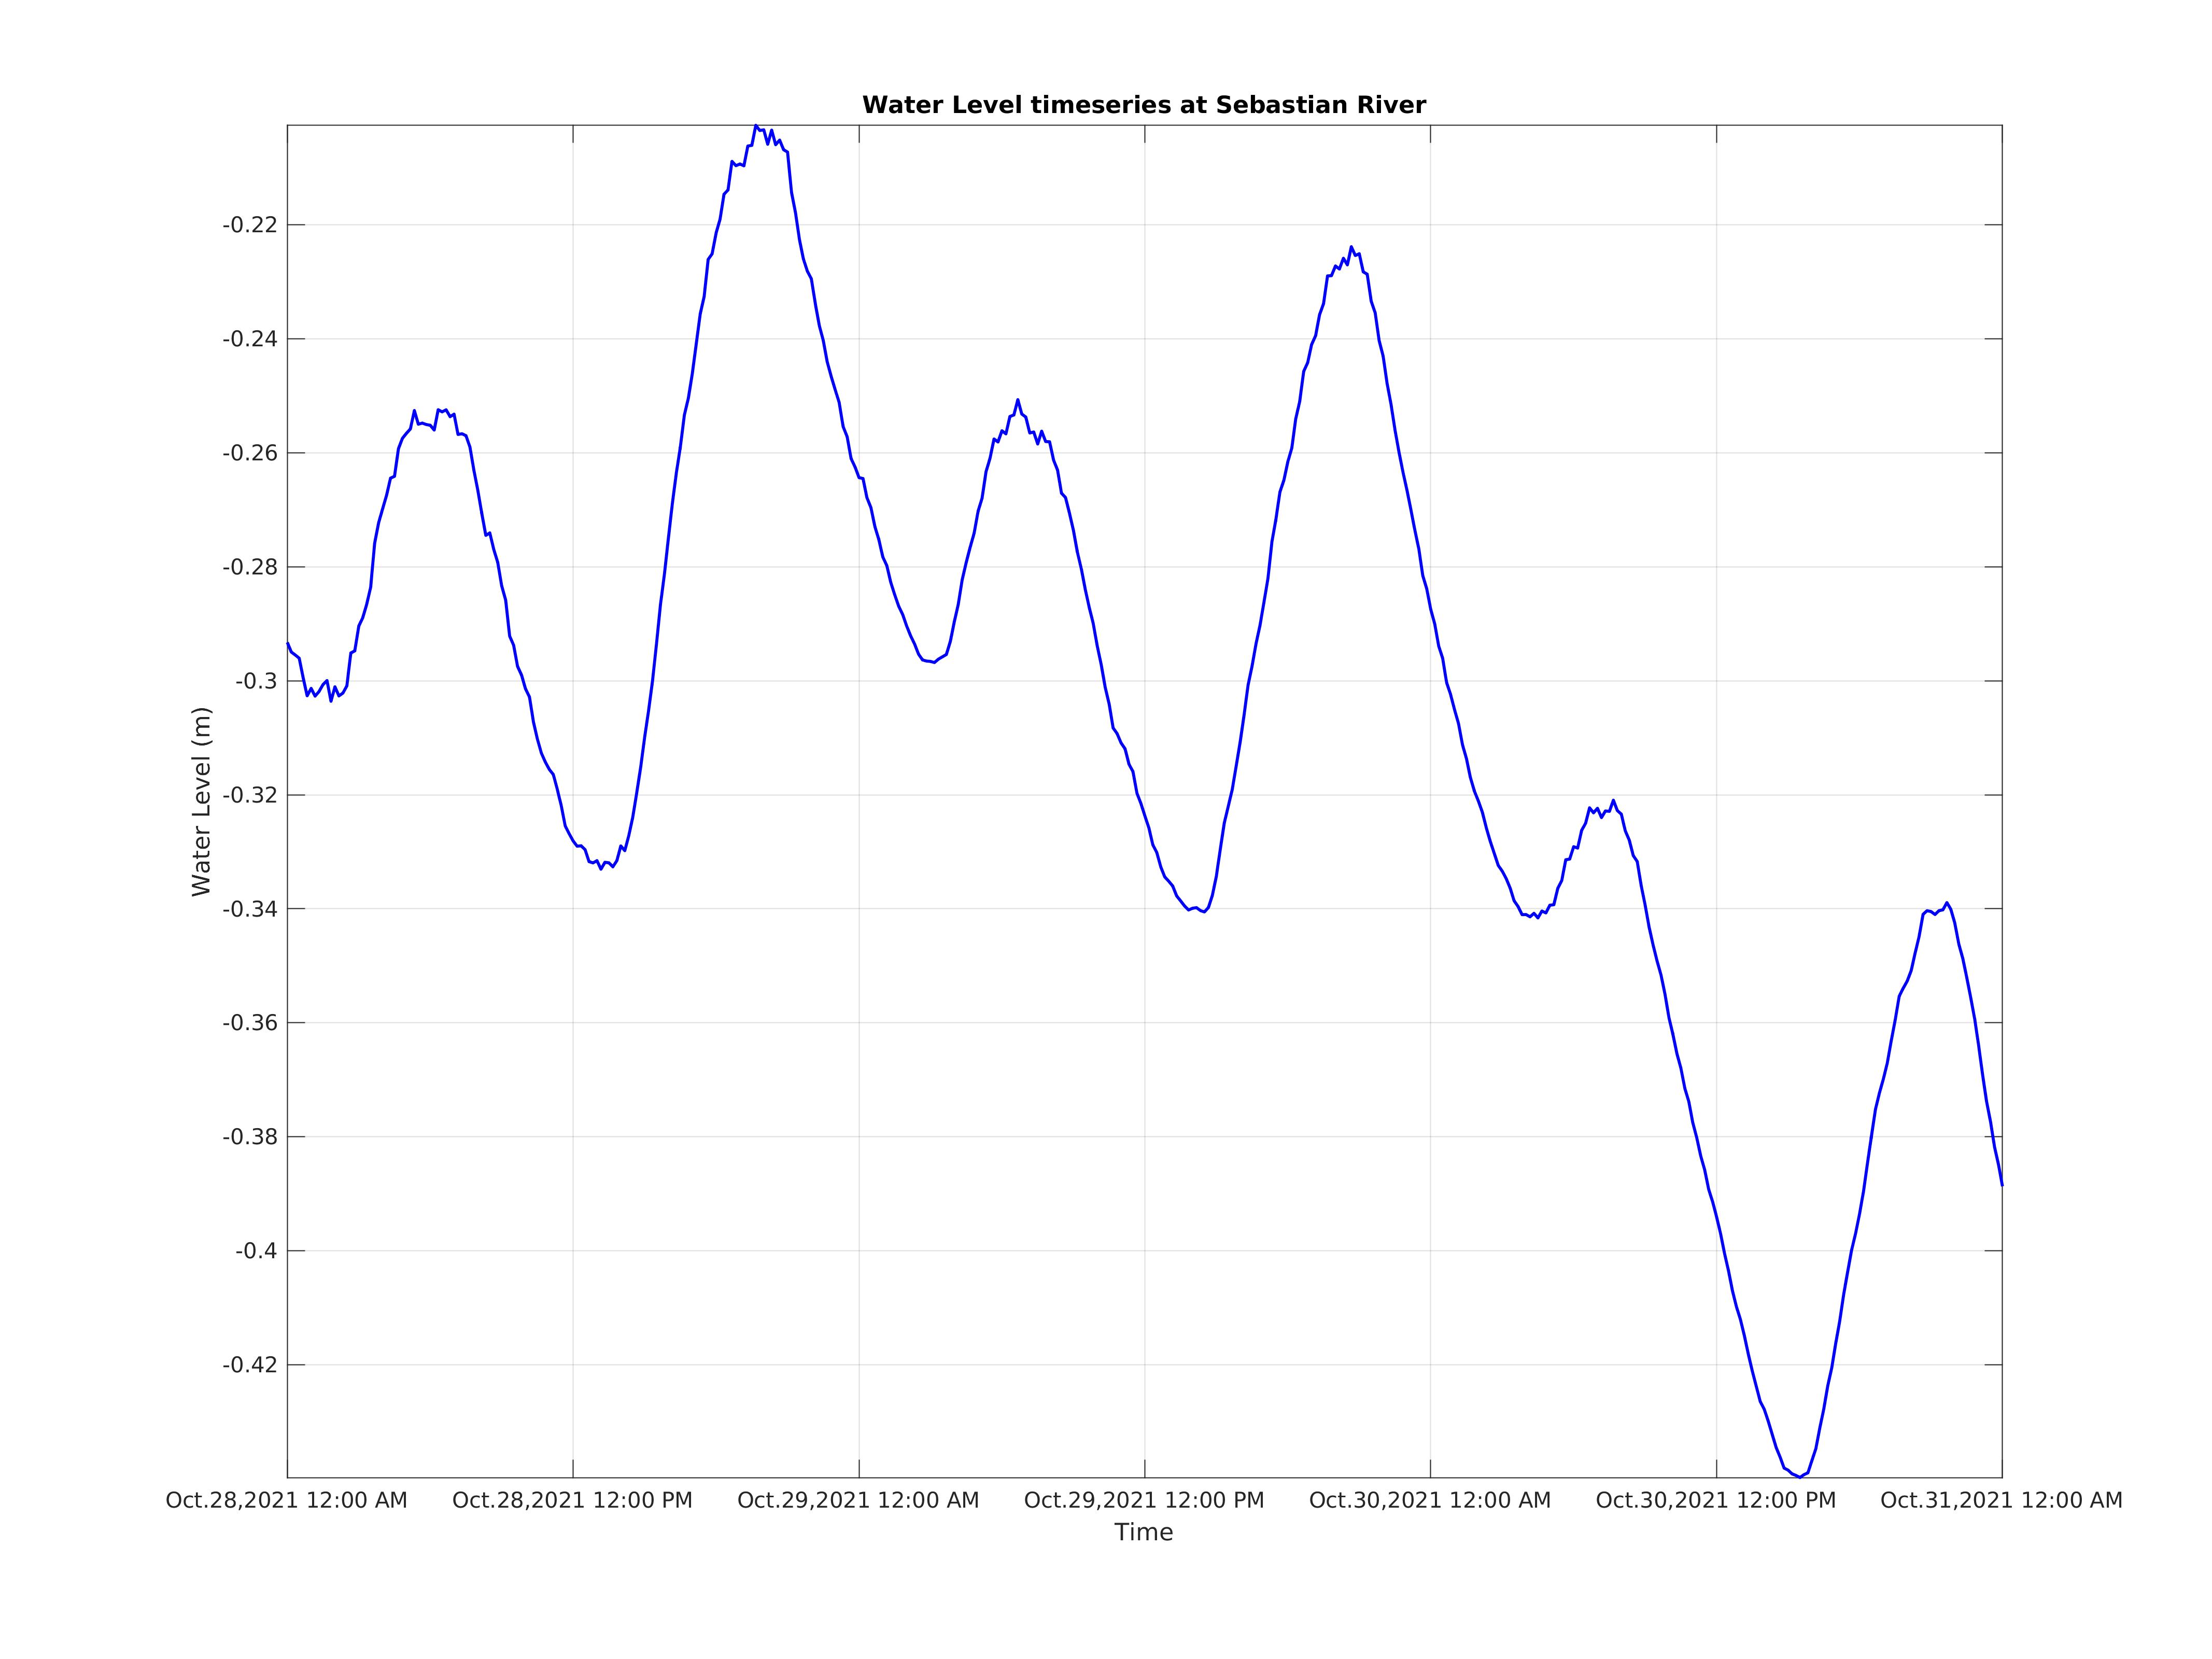 Water Level timeseries at Sebastian River
Water Level (m)
-0.22
-0.24
-0.26
-0.28
-0.3
-0.32
-0.34
-0.36
-0.38
-0.4
-0.42
Oct.28,2021 12:00 AM
Oct.28,2021 12:00 PM
Oct.29,2021 12:00 AM
Oct.29,2021 12:00 PM
Oct.30,2021 12:00 AM
Oct.30,2021 12:00 PM
Oct.31,2021 12:00 AM
Time